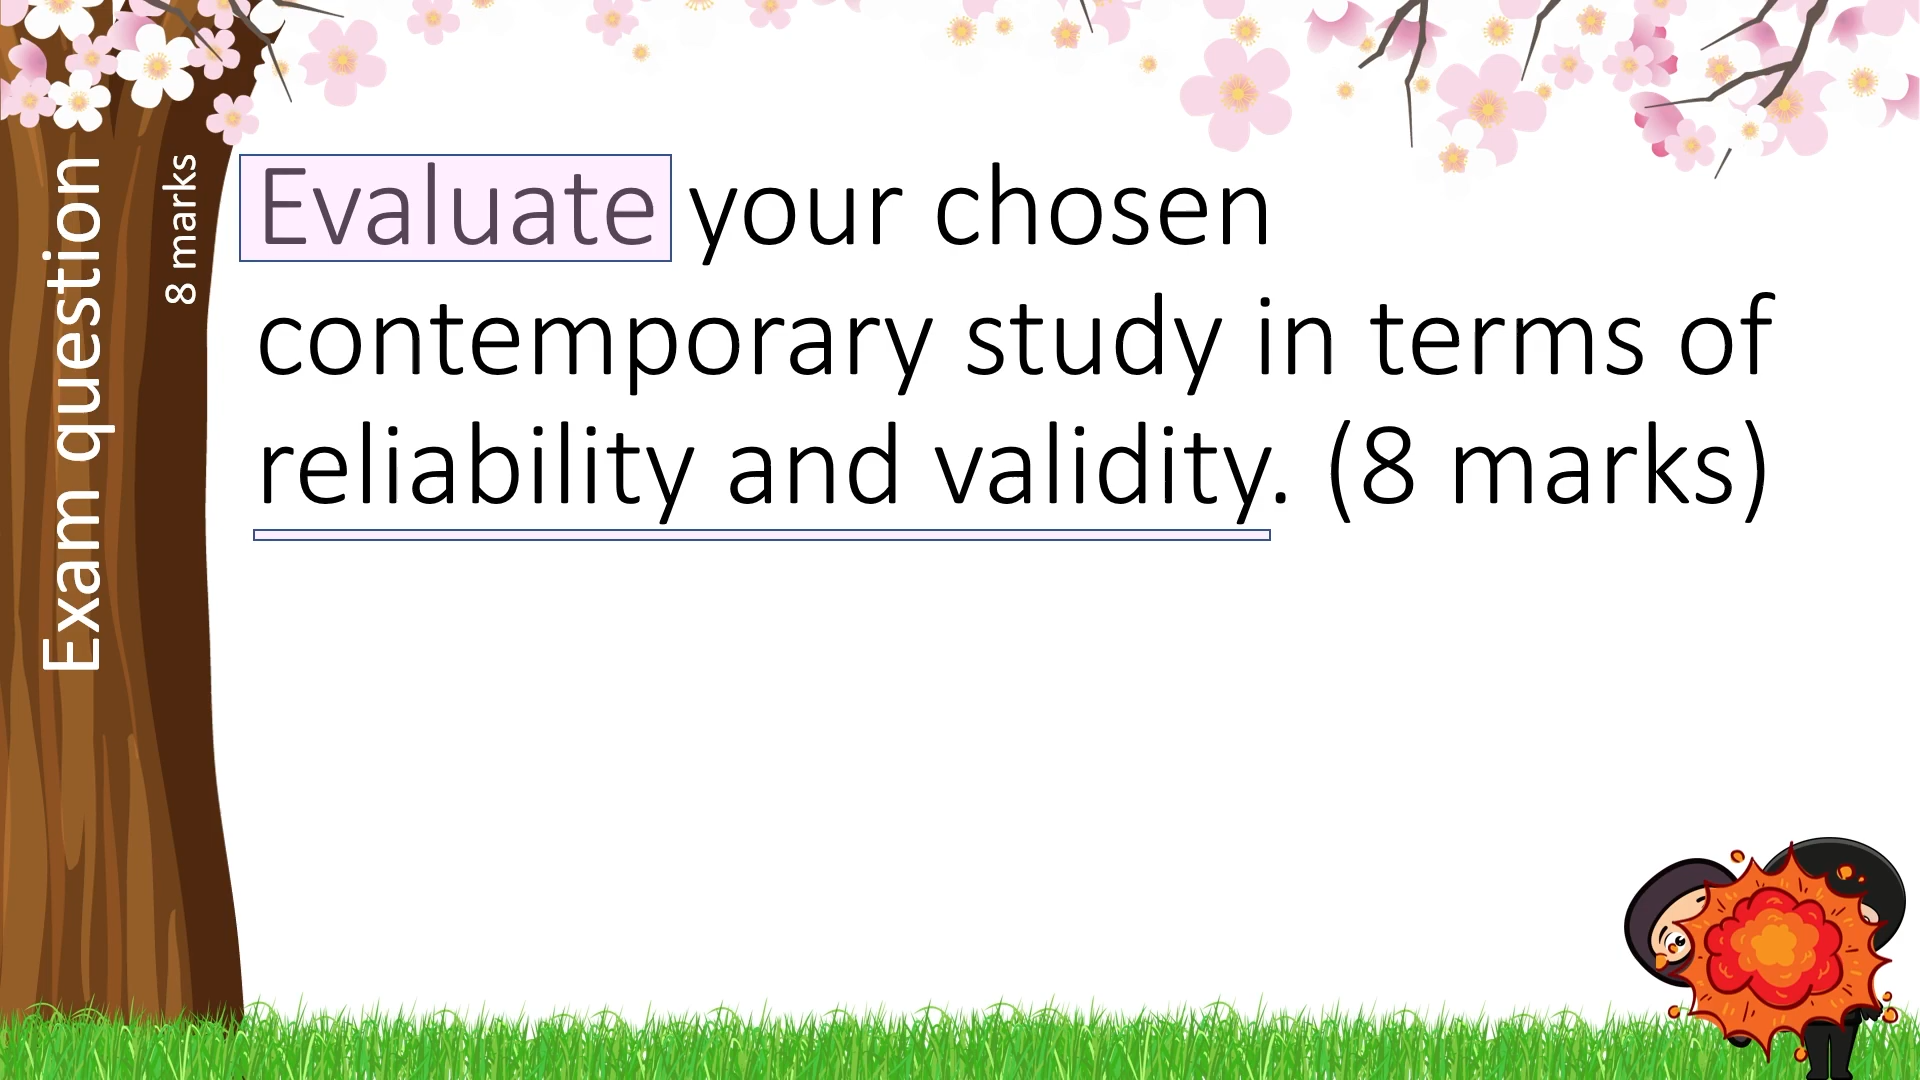 Exam question
8 marks
Evaluate your chosen
contemporary study in terms of
reliability and validity. (8 marks)